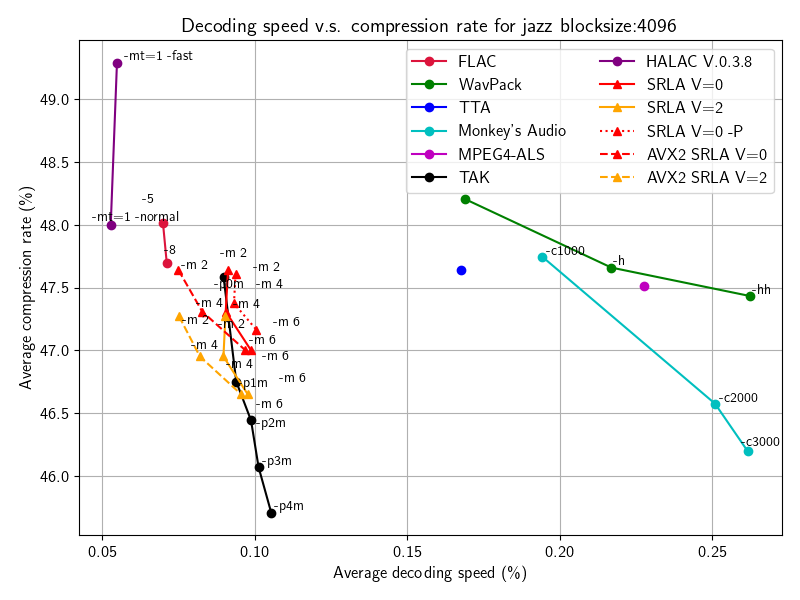 Decoding speed v.s. compression rate for jazz blocksize:4096
Average compression rate (%)
49.0
48.5
48.0
47.5
47.0
46.5
46.0
0.05
0.10
0.15
0.20
0.25
Average decoding speed (%)
FLAC
WavPack
TTA
Monkey's Audio
MPEG4-ALS
TAK
HALAC V.0.3.8
SRLA V=0
SRLA V=2
SRLA V=0 -P
AVX2 SRLA V=0
AVX2 SRLA V=2
-mt=1 -fast
-5
-mt=1 -normal
-8
-m 2
-m 2
-m 2
-p0m
-m 4
-m 4
-m 4
-m 2
-m 2
-m 6
-m 6
-m 4
-m 6
-m 4
-m 6
-p1m
-m 6
-p2m
-p3m
-p4m
-c1000
-h
-hh
-c2000
-c3000